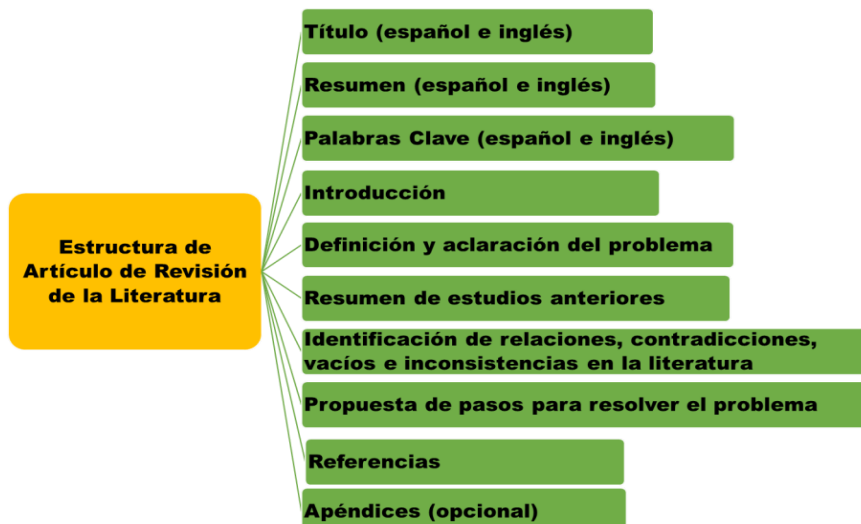 Estructura de
Artículo de Revisión
de la Literatura
Título (español e inglés)
Resumen (español e inglés)
Palabras Clave (español e inglés)
Introducción
Definición y aclaración del problema
Resumen de estudios anteriores
Identificación de relaciones, contradicciones,
vacíos e inconsistencias en la literatura
Propuesta de pasos para resolver el problema
Referencias
Apéndices (opcional)